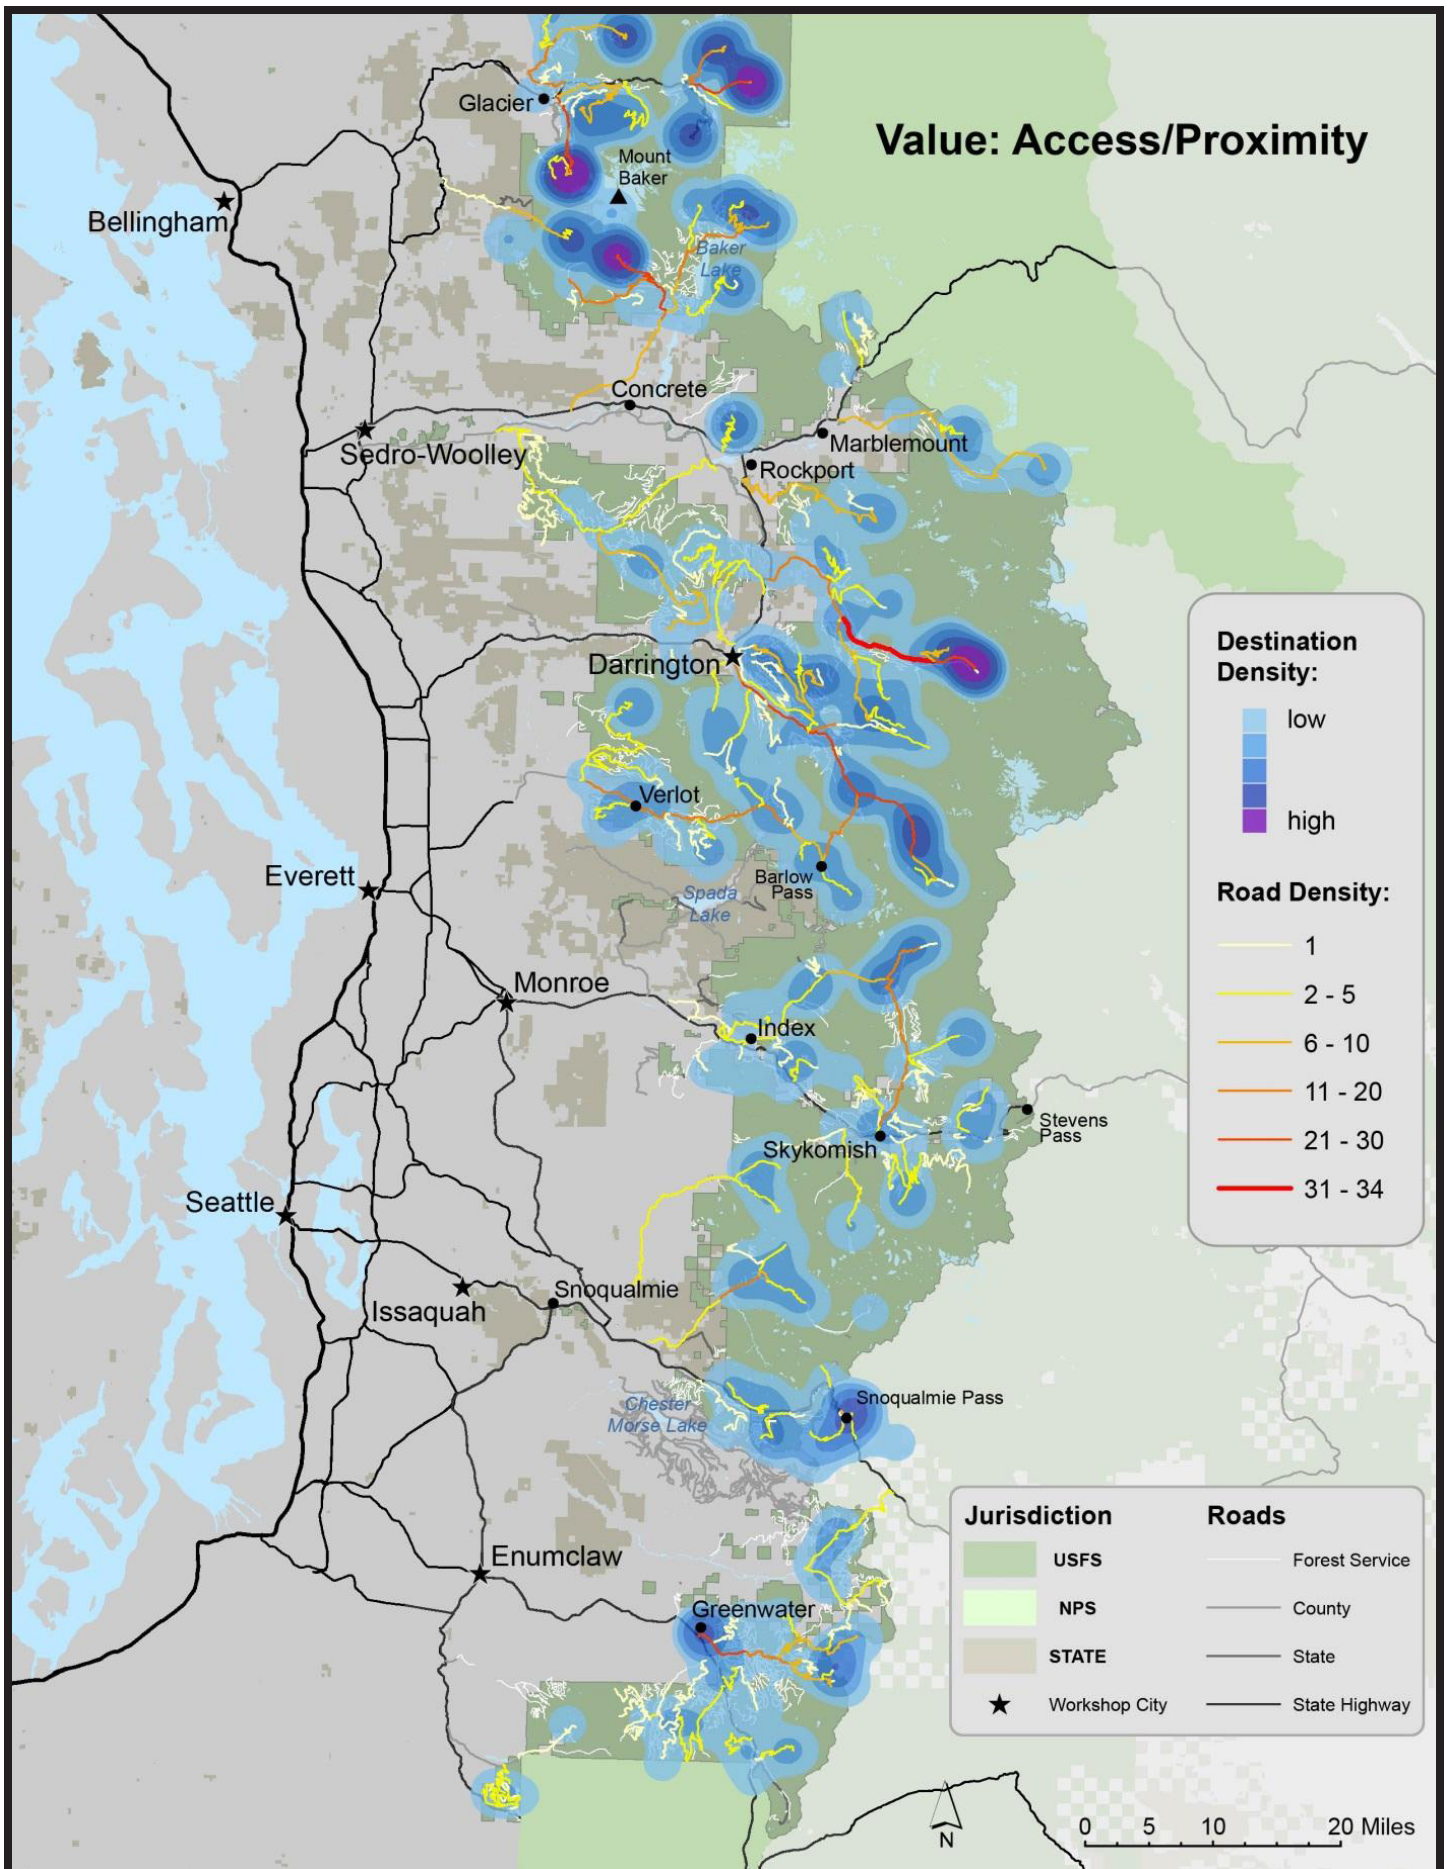 Value: Access/Proximity
Glacier
Mount
Baker
Bellingham
Baker
Lake
Concrete
Sedro-Woolley
Marblemount
Rockport
Darrington
Verlot
Everett
Barlow
Pass
Spada
Lake
Monroe
Index
Stevens
Pass
Skykomish
Seattle
Issaquah
Snoqualmie
Snoqualmie Pass
Chester
Morse Lake
Enumclaw
Greenwater
Destination
Density:
low
high
Road Density:
1
2 - 5
6 - 10
11 - 20
21 - 30
31 - 34
Jurisdiction
USFS
NPS
STATE
Workshop City
Roads
Forest Service
County
State
State Highway
N
0 5 10 20 Miles